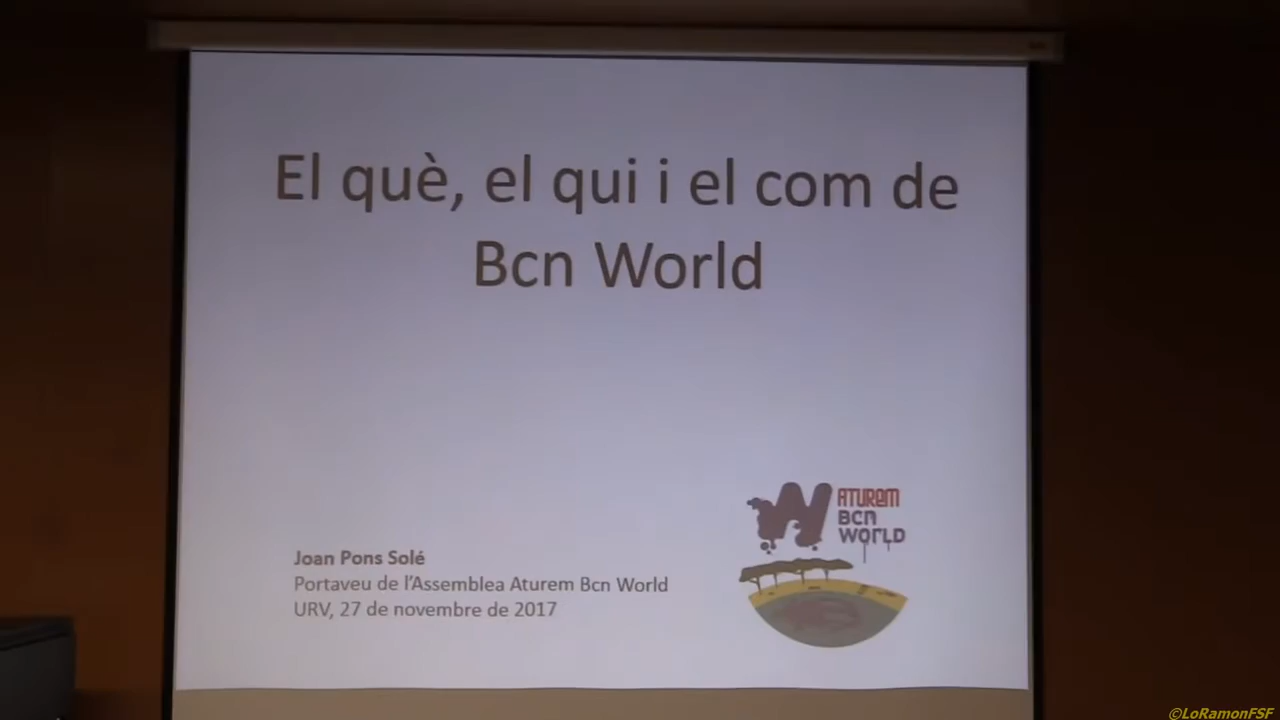 El què, el qui i el com de
Bcn World
ATUREM
BCN
WORLD
Joan Pons Solé
Portaveu de l'Assemblea Aturem Bcn World
URV, 27 de novembre de 2017
©LoRamonFSF